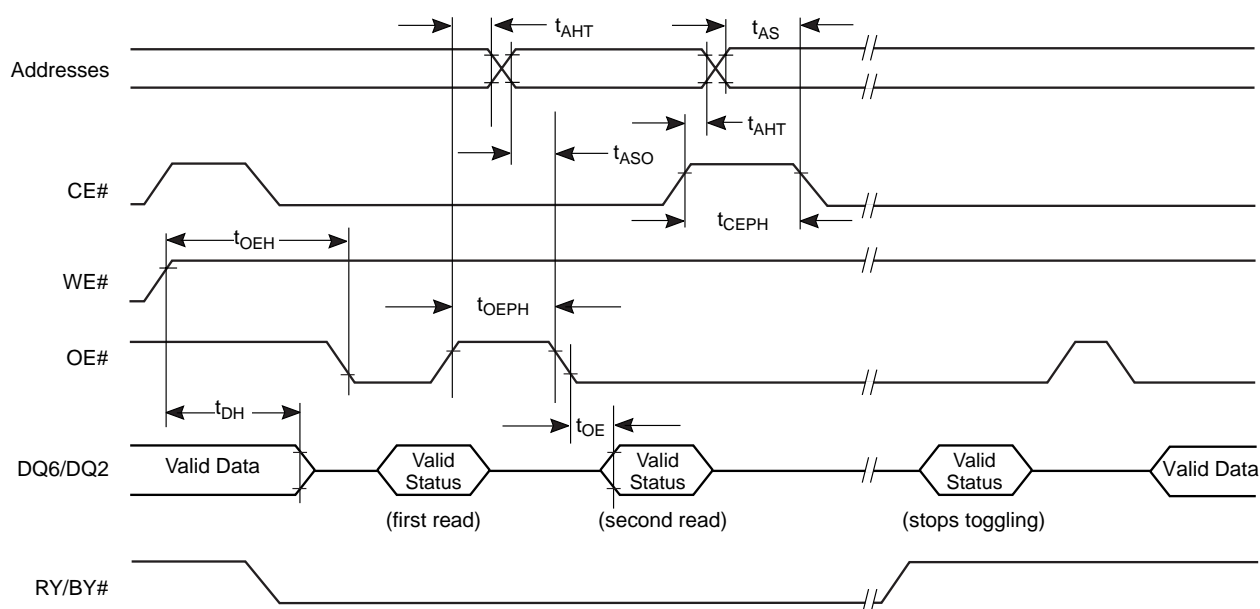 tAHT
tAS
Addresses
tAHT
tASO
CE#
tCEPH
tOEH
WE#
tOEPH
OE#
tDH
tOE
DQ6/DQ2
Valid Data
Valid
Status
Valid
Status
Valid
Status
Valid Data
(first read)
(second read)
(stops toggling)
RY/BY#